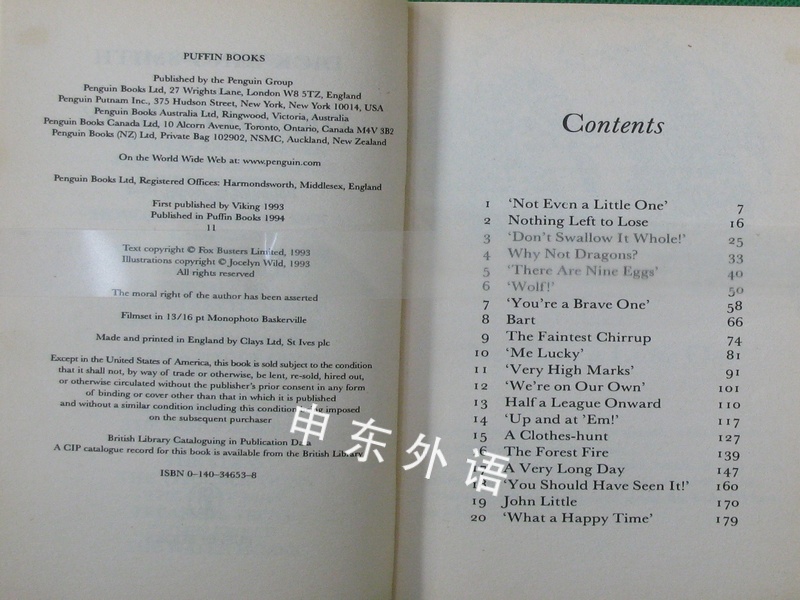 PUFFIN BOOKS
Published by the Penguin Group
Penguin Books Ltd, 27 Wrights Lane, London W8 5TZ, England
Penguin Putnam Inc., 375 Hudson Street, New York, New York 10014, USA
Penguin Books Australia Ltd, Ringwood, Victoria, Australia
Penguin Books Canada Ltd, 10 Alcorn Avenue, Toronto, Ontario, Canada M4V 3B2
Penguin Books (NZ) Ltd, Private Bag 102902, NSMC, Auckland, New Zealand
On the World Wide Web at: www.penguin.com
Penguin Books Ltd, Registered Offices: Harmondsworth, Middlesex, England
First published by Viking 1993
Published in Puffin Books 1994
11
Text copyright © Fox Busters Limited, 1993
Illustrations copyright © Jocelyn Wild, 1993
All rights reserved
The moral right of the author has been asserted
Filmset in 13/16 pt Monophoto Baskerville
Made and printed in England by Clays Ltd, St Ives plc
Except in the United States of America, this book is sold subject to the condition
that it shall not, by way of trade or otherwise, be lent, re-sold, hired out,
or otherwise circulated without the publisher's prior consent in any form
of binding or cover other than that in which it is published
and without a similar condition including this condition being imposed
on the subsequent purchaser
British Library Cataloguing in Publication Data
A CIP catalogue record for this book is available from the British Library
ISBN 0-140-34653-8
申东外语
Contents
1 'Not Even a Little One' 7
2 Nothing Left to Lose 16
3 'Don't Swallow It Whole!' 25
4 Why Not Dragons? 33
5 'There Are Nine Eggs' 40
6 'Wolf!' 50
7 'You're a Brave One' 58
8 Bart 66
9 The Faintest Chirrup 74
10 'Me Lucky' 81
11 'Very High Marks' 91
12 'We're on Our Own' 101
13 Half a League Onward 110
14 'Up and at 'Em!' 117
15 A Clothes-hunt 127
16 The Forest Fire 139
17 A Very Long Day 147
18 'You Should Have Seen It!' 160
19 John Little 170
20 'What a Happy Time' 179